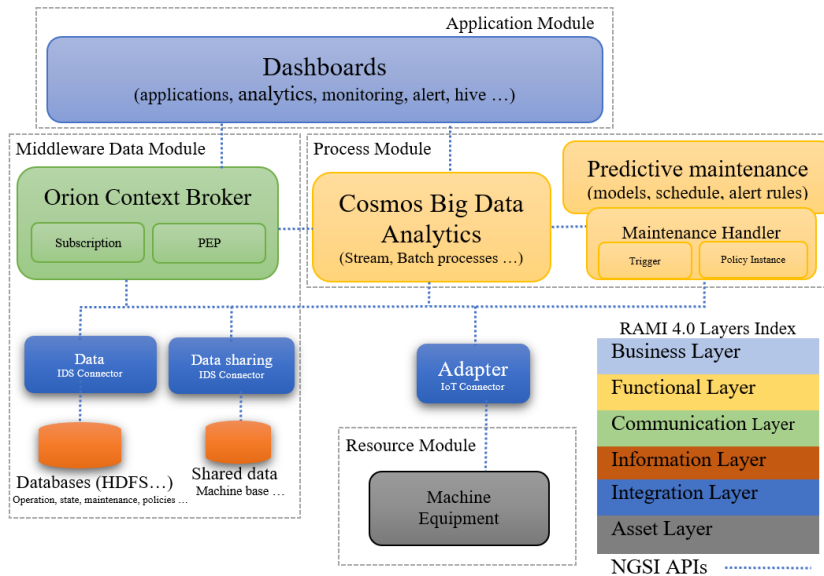 Application Module
Dashboards
(applications, analytics, monitoring, alert, hive ...)
Middleware Data Module
Orion Context Broker
Subscription
PEP
Process Module
Cosmos Big Data
Analytics
(Stream, Batch processes ...)
Predictive maintenance
(models, schedule, alert rules)
Maintenance Handler
Trigger
Policy Instance
Data
IDS Connector
Data sharing
IDS Connector
Adapter
IoT Connector
Databases (HDFS...)
Operation, state, maintenance, policies ...
Shared data
Machine base ...
Resource Module
Machine
Equipment
RAMI 4.0 Layers Index
Business Layer
Functional Layer
Communication Layer
Information Layer
Integration Layer
Asset Layer
NGSI APIs